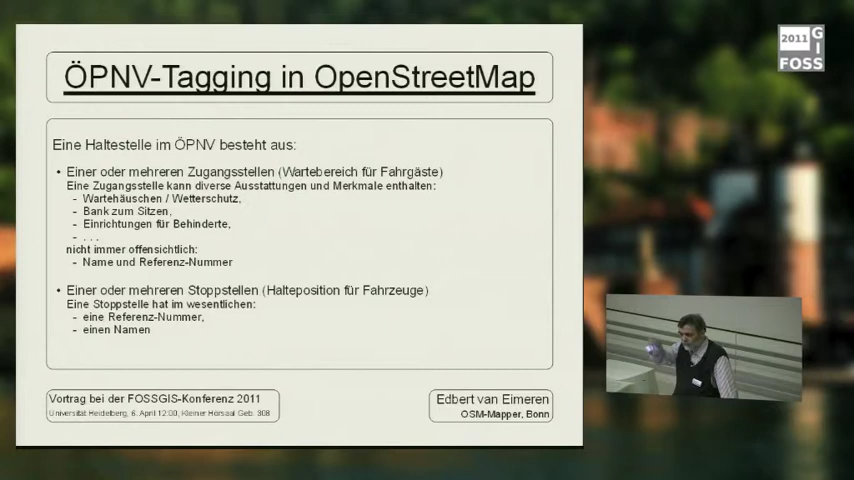 ÖPNV-Tagging in OpenStreetMap
Eine Haltestelle im ÖPNV besteht aus:
• Einer oder mehreren Zugangsstellen (Wartebereich für Fahrgäste)
Eine Zugangsstelle kann diverse Ausstattungen und Merkmale enthalten:
- Wartehäuschen / Wetterschutz,
- Bank zum Sitzen,
- Einrichtungen für Behinderte,
- . . .
nicht immer offensichtlich:
- Name und Referenz-Nummer
• Einer oder mehreren Stoppstellen (Halteposition für Fahrzeuge)
Eine Stoppstelle hat im wesentlichen:
- eine Referenz-Nummer,
- einen Namen
Vortrag bei der FOSSGIS-Konferenz 2011
Universität Heidelberg, 6. April 12:00, Kleiner Hörsaal Geb. 308
Edbert van Eimeren
OSM-Mapper, Bonn
2011 GIS
FOSS